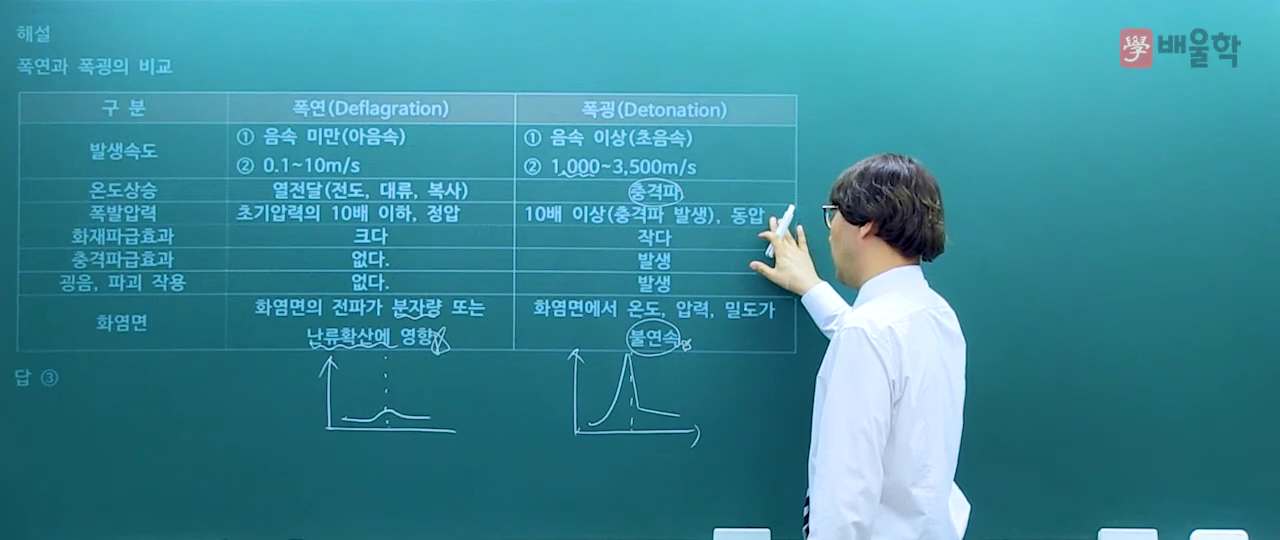 해설
學 배울학
폭연과 폭굉의 비교
구 분 폭연(Deflagration) 폭굉(Detonation)
발생속도 ① 음속 미만(아음속) ① 음속 이상(초음속)
② 0.1~10m/s ② 1,000~3,500m/s
온도상승 열전달(전도, 대류, 복사) 충격파
폭발압력 초기압력의 10배 이하, 정압 10배 이상(충격파 발생), 동압
화재파급효과 크다 작다
충격파급효과 없다. 발생
굉음, 파괴 작용 없다. 발생
화염면 화염면의 전파가 분자량 또는 화염면에서 온도, 압력, 밀도가
난류확산에 영향 불연속
답 ③